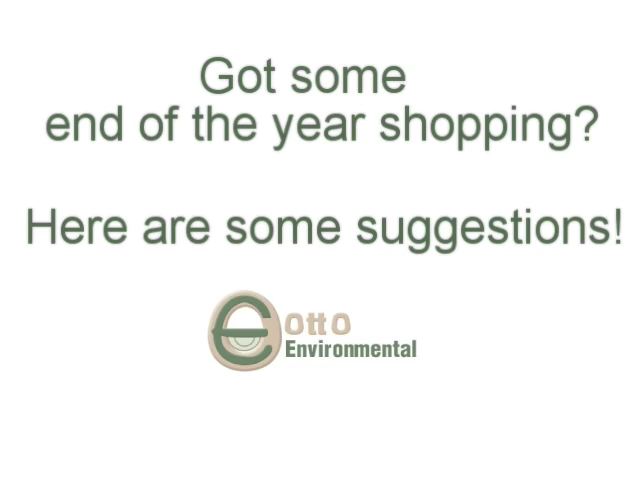 Got some
end of the year shopping?
Here are some suggestions!
Otto
Environmental